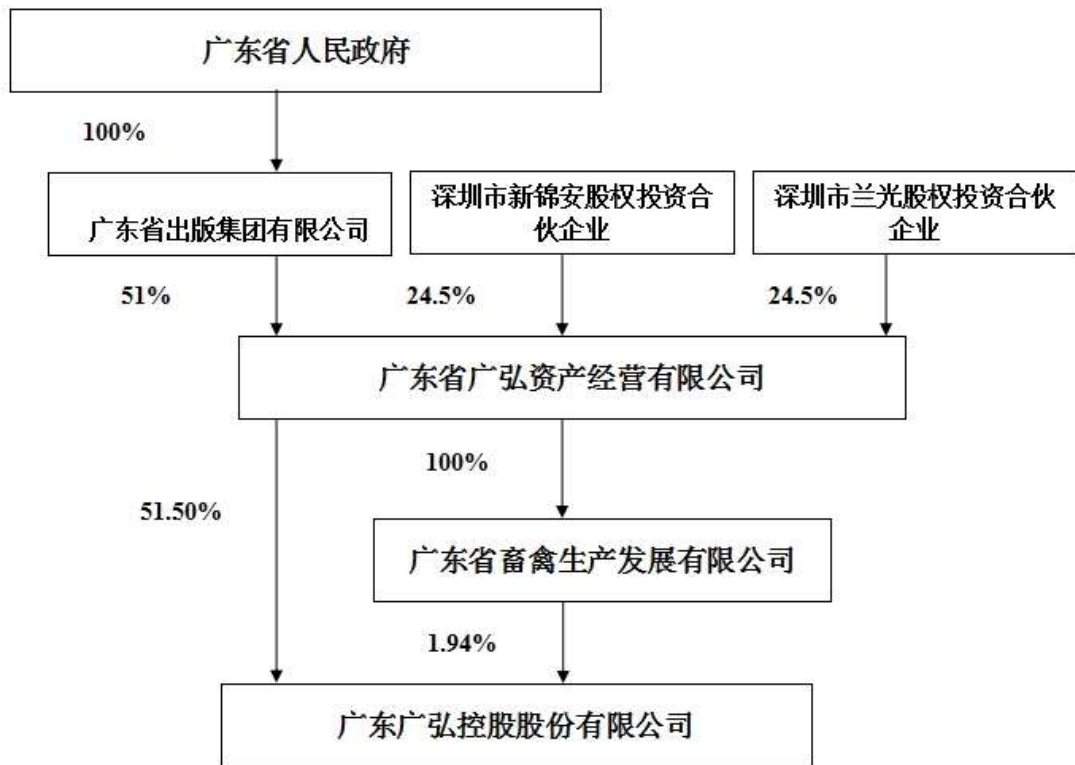 广东省人民政府
100%
广东省出版集团有限公司
深圳市新锦安股权投资合
伙企业
深圳市兰光股权投资合伙
企业
51%
24.5%
24.5%
广东省广弘资产经营有限公司
100%
51.50%
广东省畜禽生产发展有限公司
1.94%
广东广弘控股股份有限公司